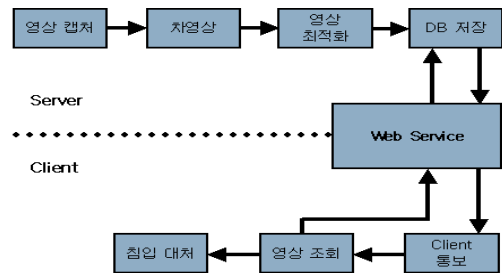 영상 캡처
차영상
영상
최적화
DB 저장
Server
Web Service
Client
침입 대처
영상 조회
Client
통보